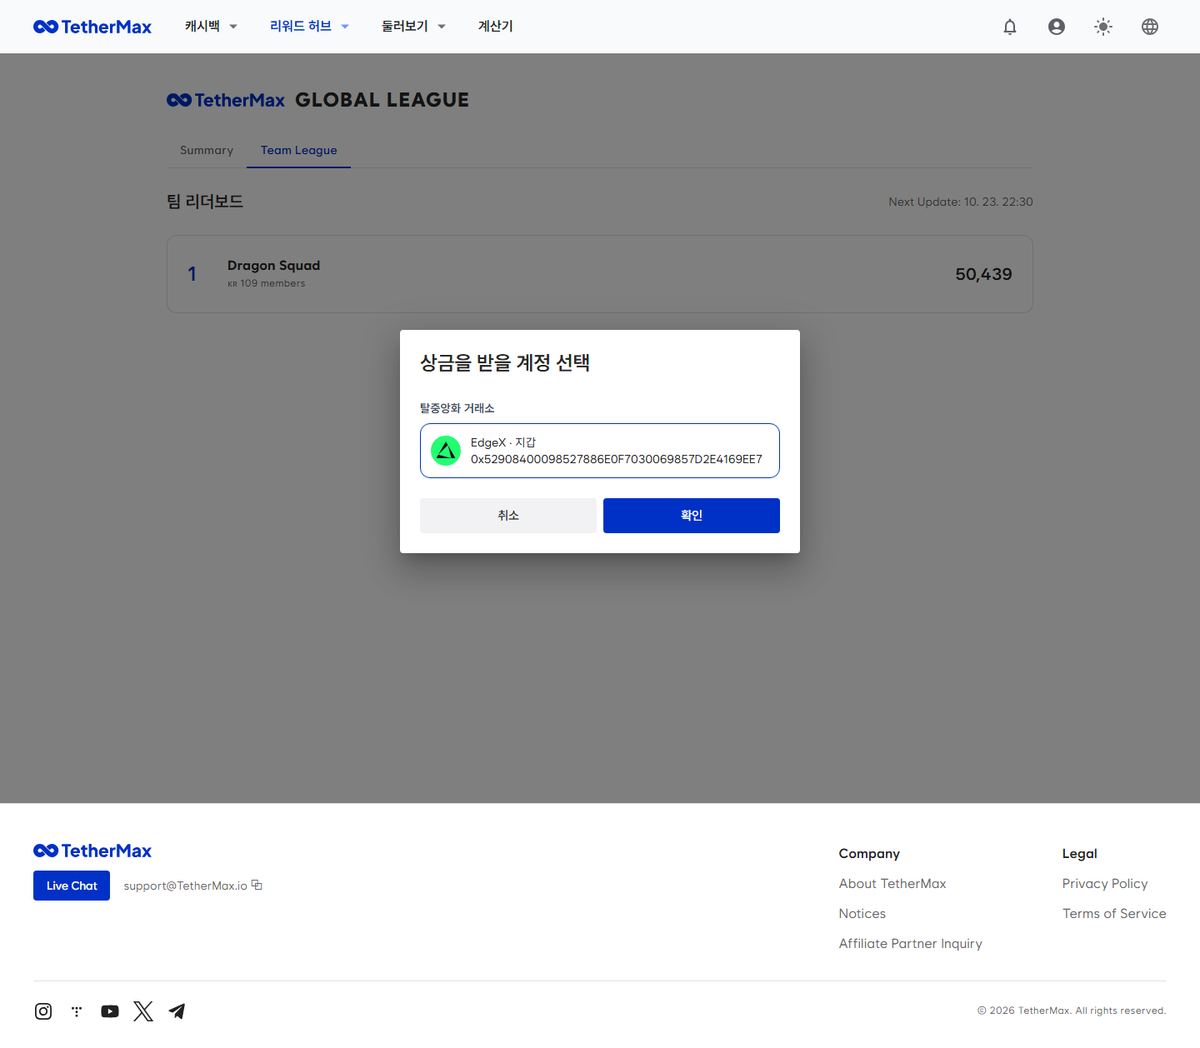 TetherMax
캐시백
리워드 허브
둘러보기
계산기
TetherMax GLOBAL LEAGUE
Summary
Team League
팀 리더보드
Next Update: 10. 23. 22:30
1
Dragon Squad
KR 109 members
50,439
상금을 받을 계정 선택
탈중앙화 거래소
EdgeX · 지갑
0x52908400098527886E0F7030069857D2E4169EE7
취소
확인
TetherMax
Live Chat
support@TetherMax.io
Company
About TetherMax
Notices
Affiliate Partner Inquiry
Legal
Privacy Policy
Terms of Service
© 2026 TetherMax. All rights reserved.